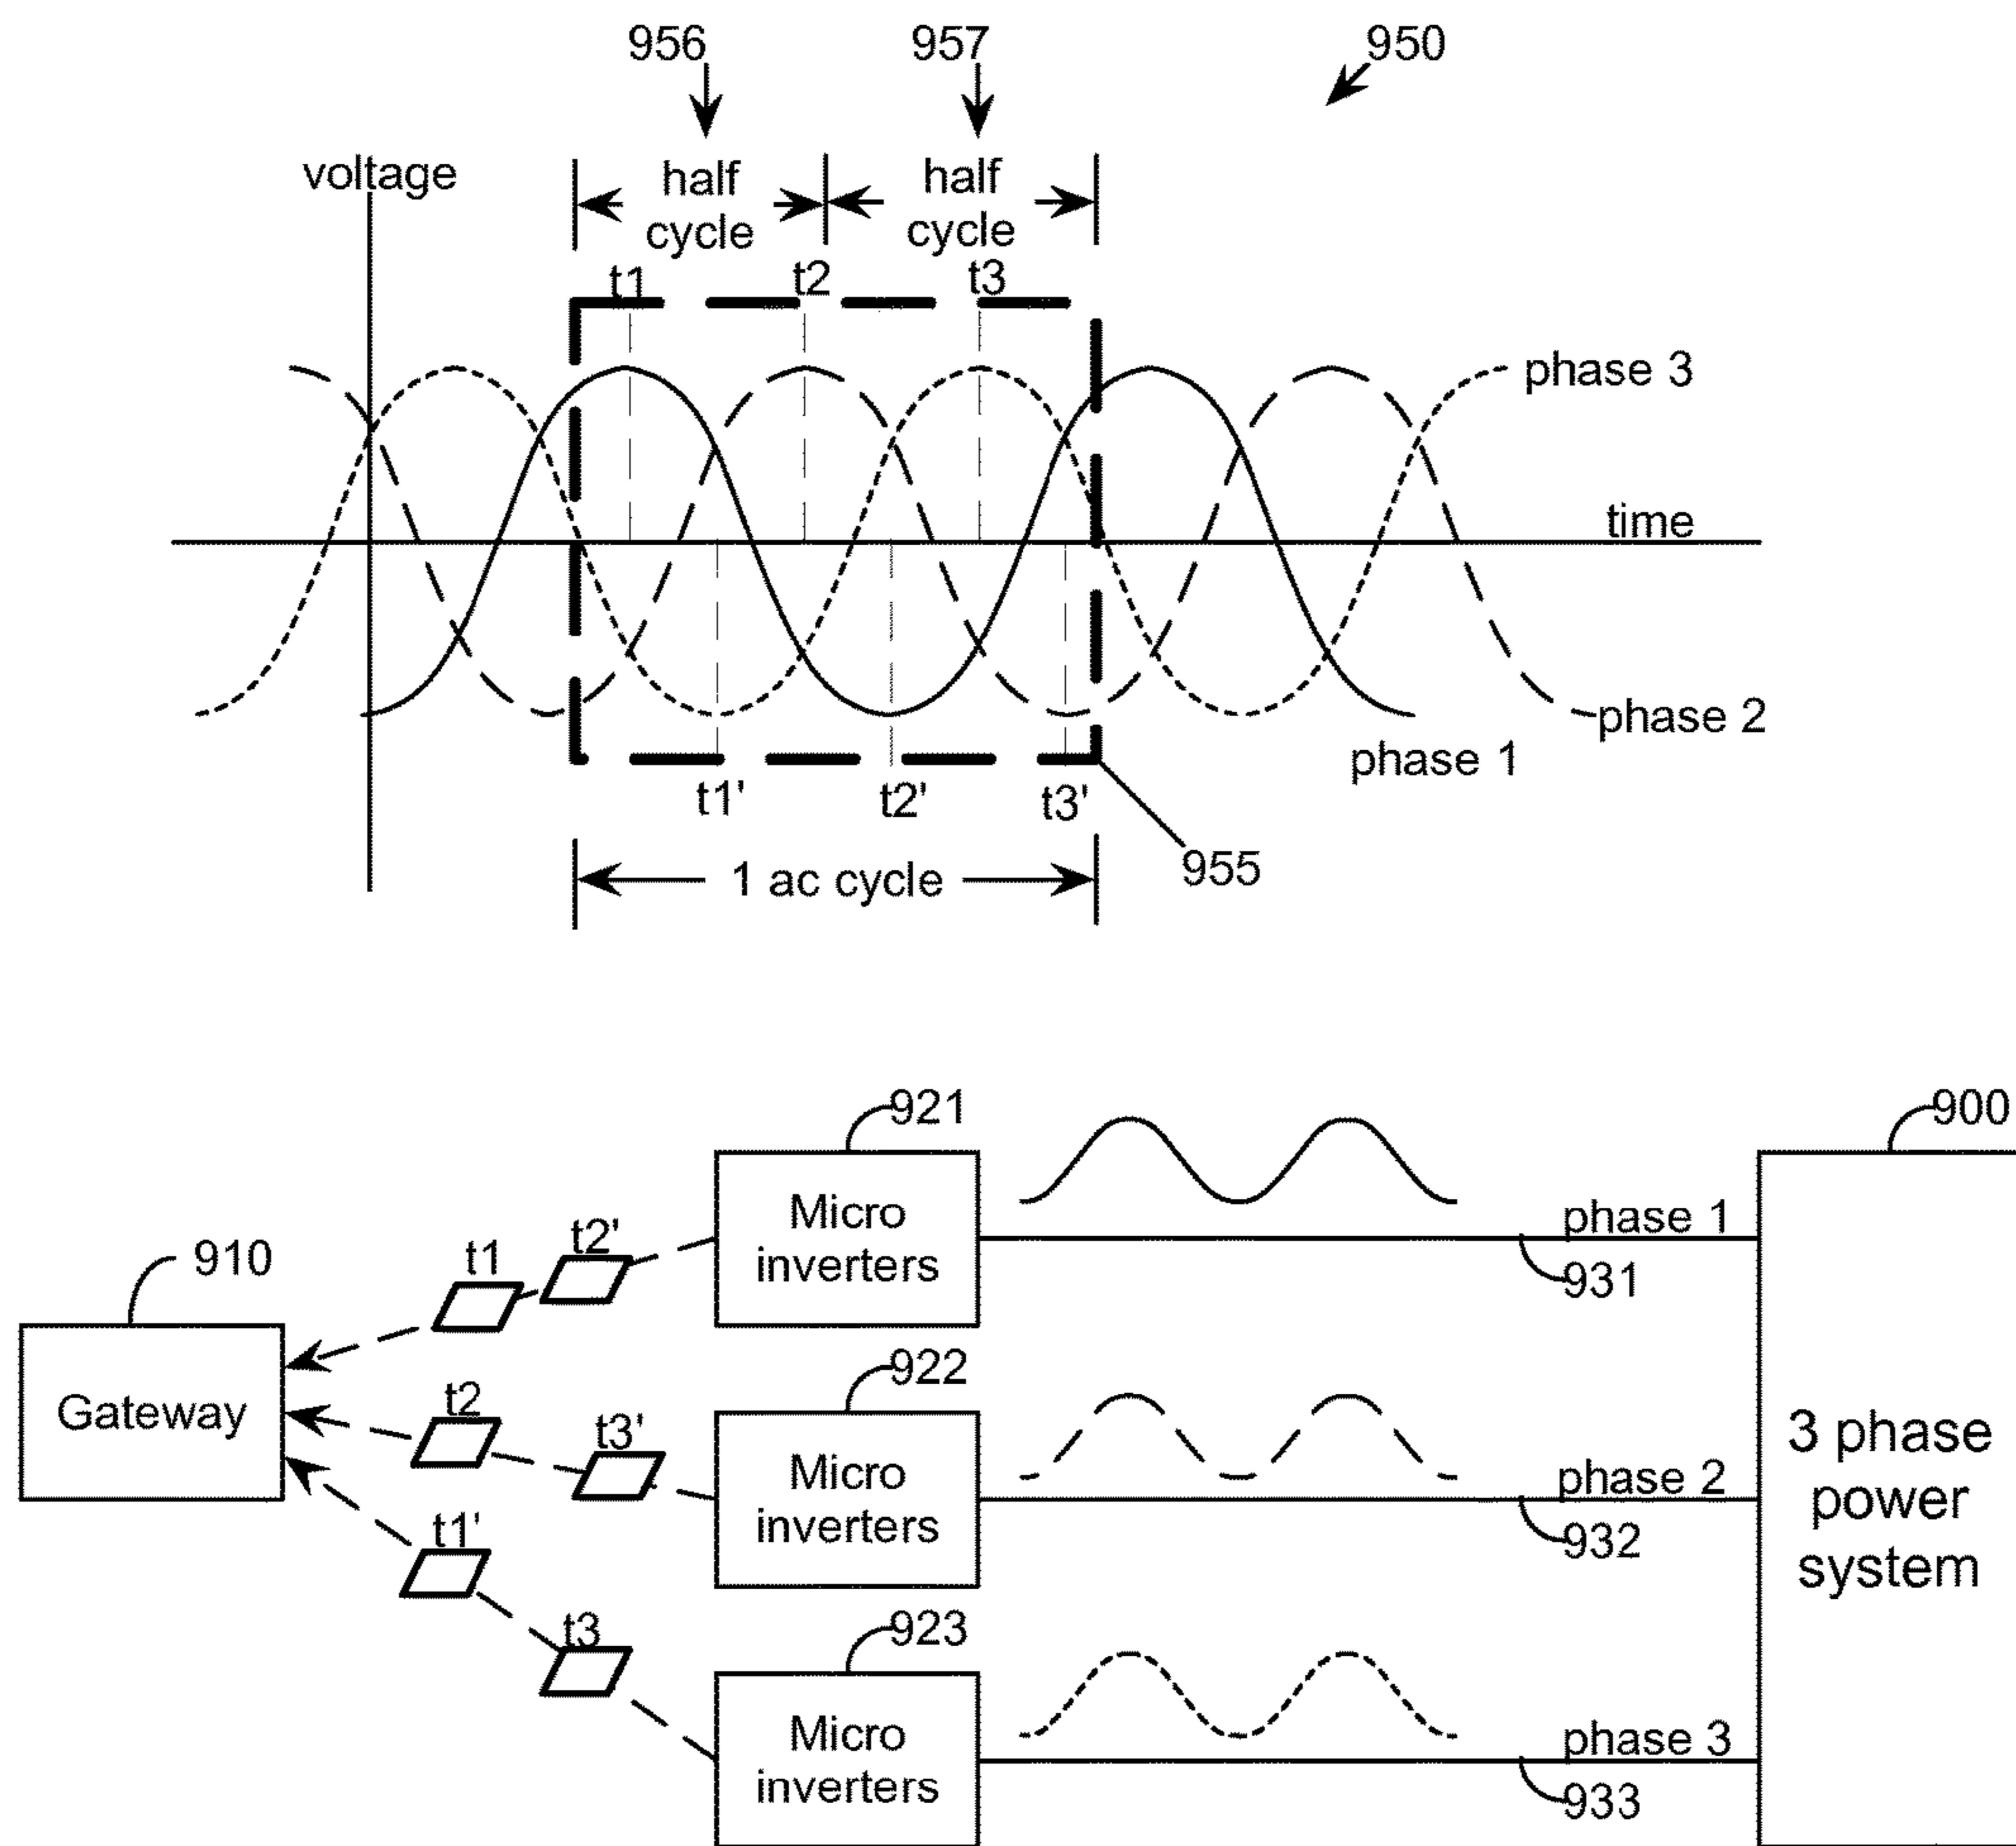 956
957
950
voltage
half
cycle
half
cycle
t1
t2
t3
phase 3
time
phase 2
phase 1
t1'
t2'
t3'
955
1 ac cycle
921
900
910
t1
t2'
Micro
inverters
phase 1
931
Gateway
t2
t3'
922
Micro
inverters
phase 2
932
3 phase
power
system
t1'
t3
923
Micro
inverters
phase 3
933